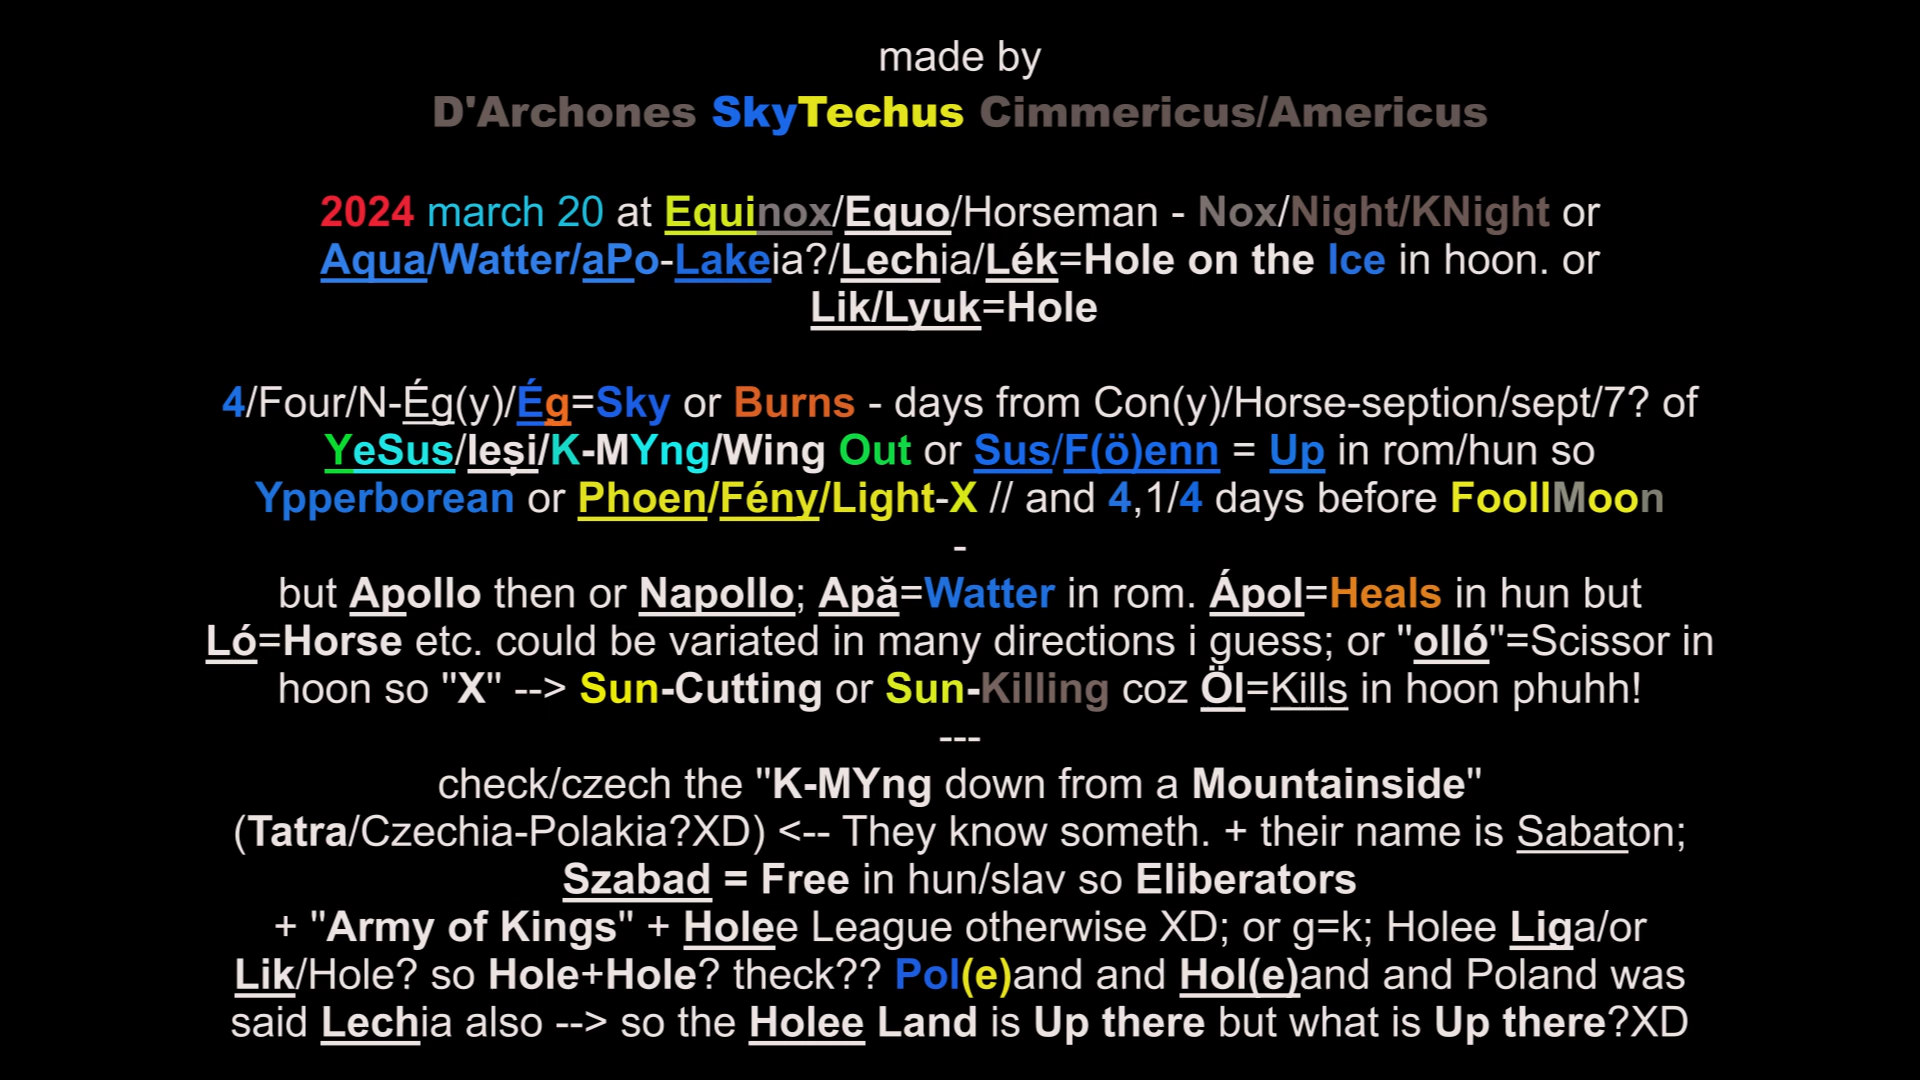 made by
D'Archones SkyTechus Cimmericus/Americus
2024 march 20 at Equinox/Equo/Horseman - Nox/Night/KNight or
Aqua/Watter/aPo-Lakeia?/Lechia/Lék=Hole on the Ice in hoon. or
Lik/Lyuk=Hole
4/Four/N-Ég(y)/Ég=Sky or Burns - days from Con(y)/Horse-seption/sept/7? of
YeSus/Ieși/K-MYng/Wing Out or Sus/F(ö)enn = Up in rom/hun so
Ypperborean or Phoen/Fény/Light-X // and 4,1/4 days before FoollMoon
-
but Apollo then or Napollo; Apă=Watter in rom. Ápol=Heals in hun but
Ló=Horse etc. could be variated in many directions i guess; or "olló"=Scissor in
hoon so "X" --> Sun-Cutting or Sun-Killing coz Öl=Kills in hoon phuhh!
---
check/czech the "K-MYng down from a Mountainside"
(Tatra/Czechia-Polakia?XD) <-- They know someth. + their name is Sabaton;
Szabad = Free in hun/slav so Eliberators
+ "Army of Kings" + Holee League otherwise XD; or g=k; Holee Liga/or
Lik/Hole? so Hole+Hole? theck?? Pol(e)and and Hol(e)and and Poland was
said Lechia also --> so the Holee Land is Up there but what is Up there?XD